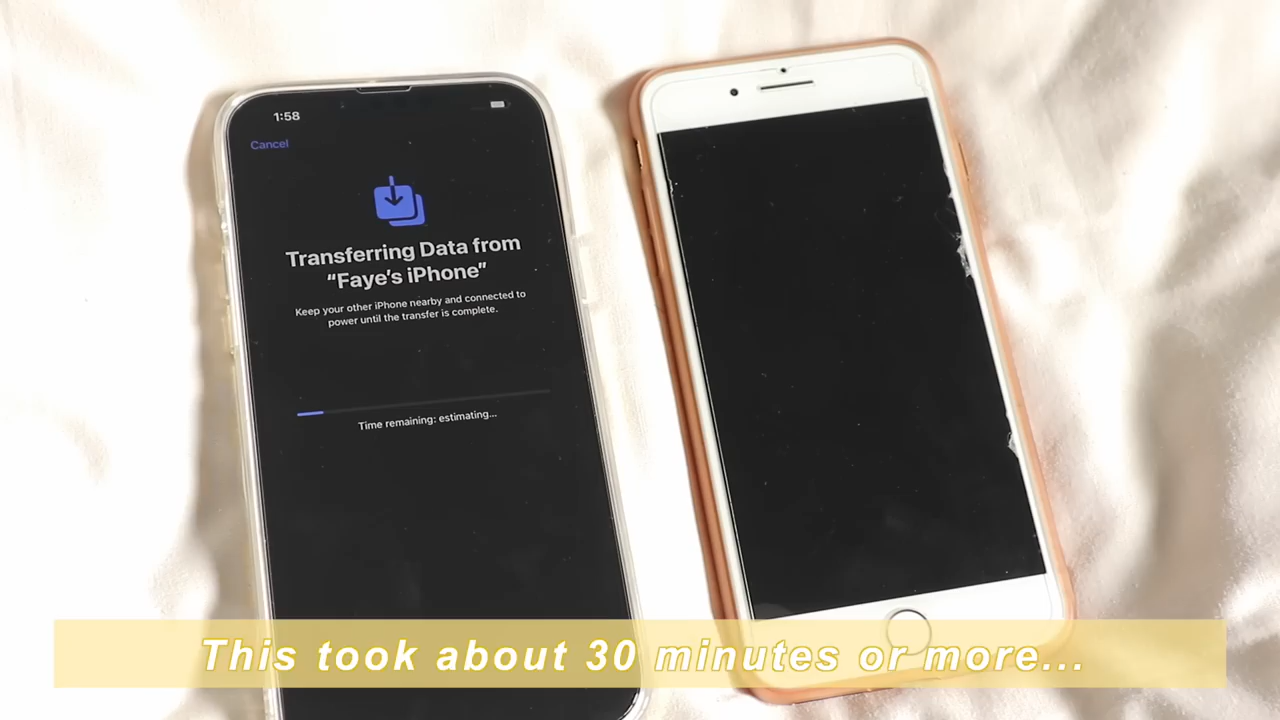 1:58
Cancel
Transferring Data from
“Faye’s iPhone”
Keep your other iPhone nearby and connected to
power until the transfer is complete.
Time remaining: estimating...
This took about 30 minutes or more...